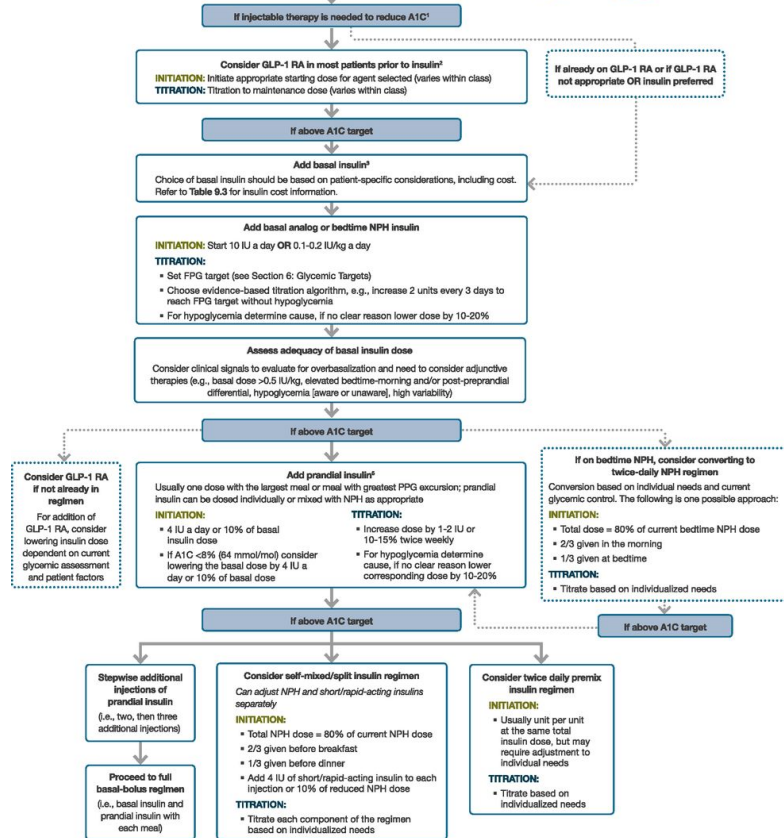 If injectable therapy is needed to reduce A1C¹
Consider GLP-1 RA in most patients prior to insulin²
INITIATION: Initiate appropriate starting dose for agent selected (varies within class)
TITRATION: Titration to maintenance dose (varies within class)
If already on GLP-1 RA or if GLP-1 RA
not appropriate OR insulin preferred
If above A1C target
Add basal insulin³
Choice of basal insulin should be based on patient-specific considerations, including cost.
Refer to Table 9.3 for insulin cost information.
Add basal analog or bedtime NPH insulin
INITIATION: Start 10 IU a day OR 0.1-0.2 IU/kg a day
TITRATION:
▪ Set FPG target (see Section 6: Glycemic Targets)
▪ Choose evidence-based titration algorithm, e.g., increase 2 units every 3 days to
reach FPG target without hypoglycemia
▪ For hypoglycemia determine cause, if no clear reason lower dose by 10-20%
Assess adequacy of basal insulin dose
Consider clinical signals to evaluate for overbasalization and need to consider adjunctive
therapies (e.g., basal dose >0.5 IU/kg, elevated bedtime-morning and/or post-preprandial
differential, hypoglycemia [aware or unaware], high variability)
If above A1C target
Consider GLP-1 RA
if not already in
regimen
For addition of
GLP-1 RA, consider
lowering insulin dose
dependent on current
glycemic assessment
and patient factors
Add prandial insulin⁵
Usually one dose with the largest meal or meal with greatest PPG excursion; prandial
insulin can be dosed individually or mixed with NPH as appropriate
INITIATION:
▪ 4 IU a day or 10% of basal
insulin dose
▪ If A1C <8% (64 mmol/mol) consider
lowering the basal dose by 4 IU a
day or 10% of basal dose
TITRATION:
▪ Increase dose by 1-2 IU or
10-15% twice weekly
▪ For hypoglycemia determine
cause, if no clear reason lower
corresponding dose by 10-20%
If on bedtime NPH, consider converting to
twice-daily NPH regimen
Conversion based on individual needs and current
glycemic control. The following is one possible approach:
INITIATION:
▪ Total dose = 80% of current bedtime NPH dose
▪ 2/3 given in the morning
▪ 1/3 given at bedtime
TITRATION:
▪ Titrate based on individualized needs
If above A1C target
If above A1C target
Stepwise additional
injections of
prandial insulin
(i.e., two, then three
additional injections)
Proceed to full
basal-bolus regimen
(i.e., basal insulin and
prandial insulin with
each meal)
Consider self-mixed/split insulin regimen
Can adjust NPH and short/rapid-acting insulins
separately
INITIATION:
▪ Total NPH dose = 80% of current NPH dose
▪ 2/3 given before breakfast
▪ 1/3 given before dinner
▪ Add 4 IU of short/rapid-acting insulin to each
injection or 10% of reduced NPH dose
TITRATION:
▪ Titrate each component of the regimen
based on individualized needs
Consider twice daily premix
insulin regimen
INITIATION:
▪ Usually unit per unit
at the same total
insulin dose, but may
require adjustment to
individual needs
TITRATION:
▪ Titrate based on
individualized needs